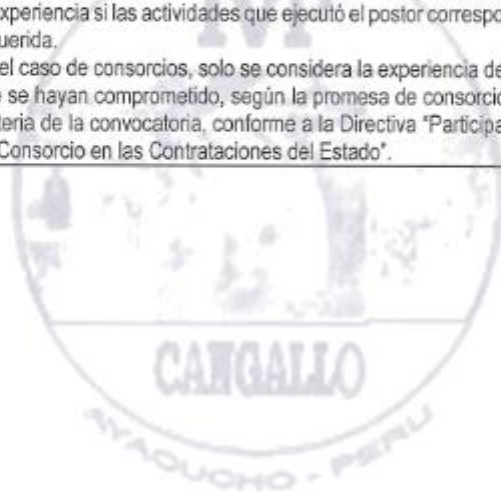 experiencia si las actividades que ejecutó el postor correspo
uerida.
el caso de consorcios, solo se considera la experiencia de
e se hayan comprometido, según la promesa de consorcio
teria de la convocatoria, conforme a la Directiva "Participa
Consorcio en las Contrataciones del Estado".
CANGALLO
AYACUCHO - PERU